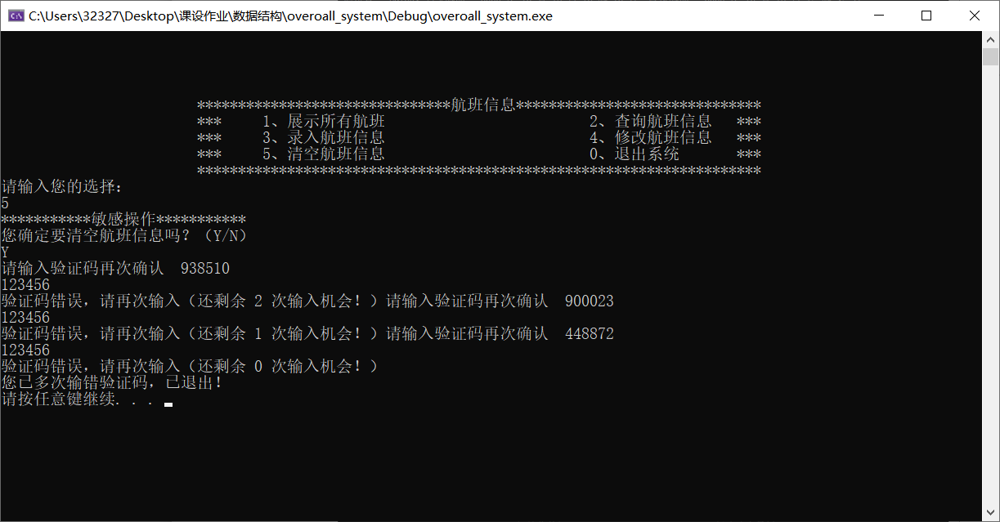 C:\Users\32327\Desktop\课设作业\数据结构\overoall_system\Debug\overoall_system.exe
*******************************航班信息******************************
*** 1、展示所有航班 2、查询航班信息 ***
*** 3、录入航班信息 4、修改航班信息 ***
*** 5、清空航班信息 0、退出系统 ***
*********************************************************************
请输入您的选择：
5
***********敏感操作***********
您确定要清空航班信息吗？（Y/N）
Y
请输入验证码再次确认 938510
123456
验证码错误，请再次输入（还剩余 2 次输入机会！）请输入验证码再次确认 900023
123456
验证码错误，请再次输入（还剩余 1 次输入机会！）请输入验证码再次确认 448872
123456
验证码错误，请再次输入（还剩余 0 次输入机会！）
您已多次输错验证码，已退出！
请按任意键继续. . .